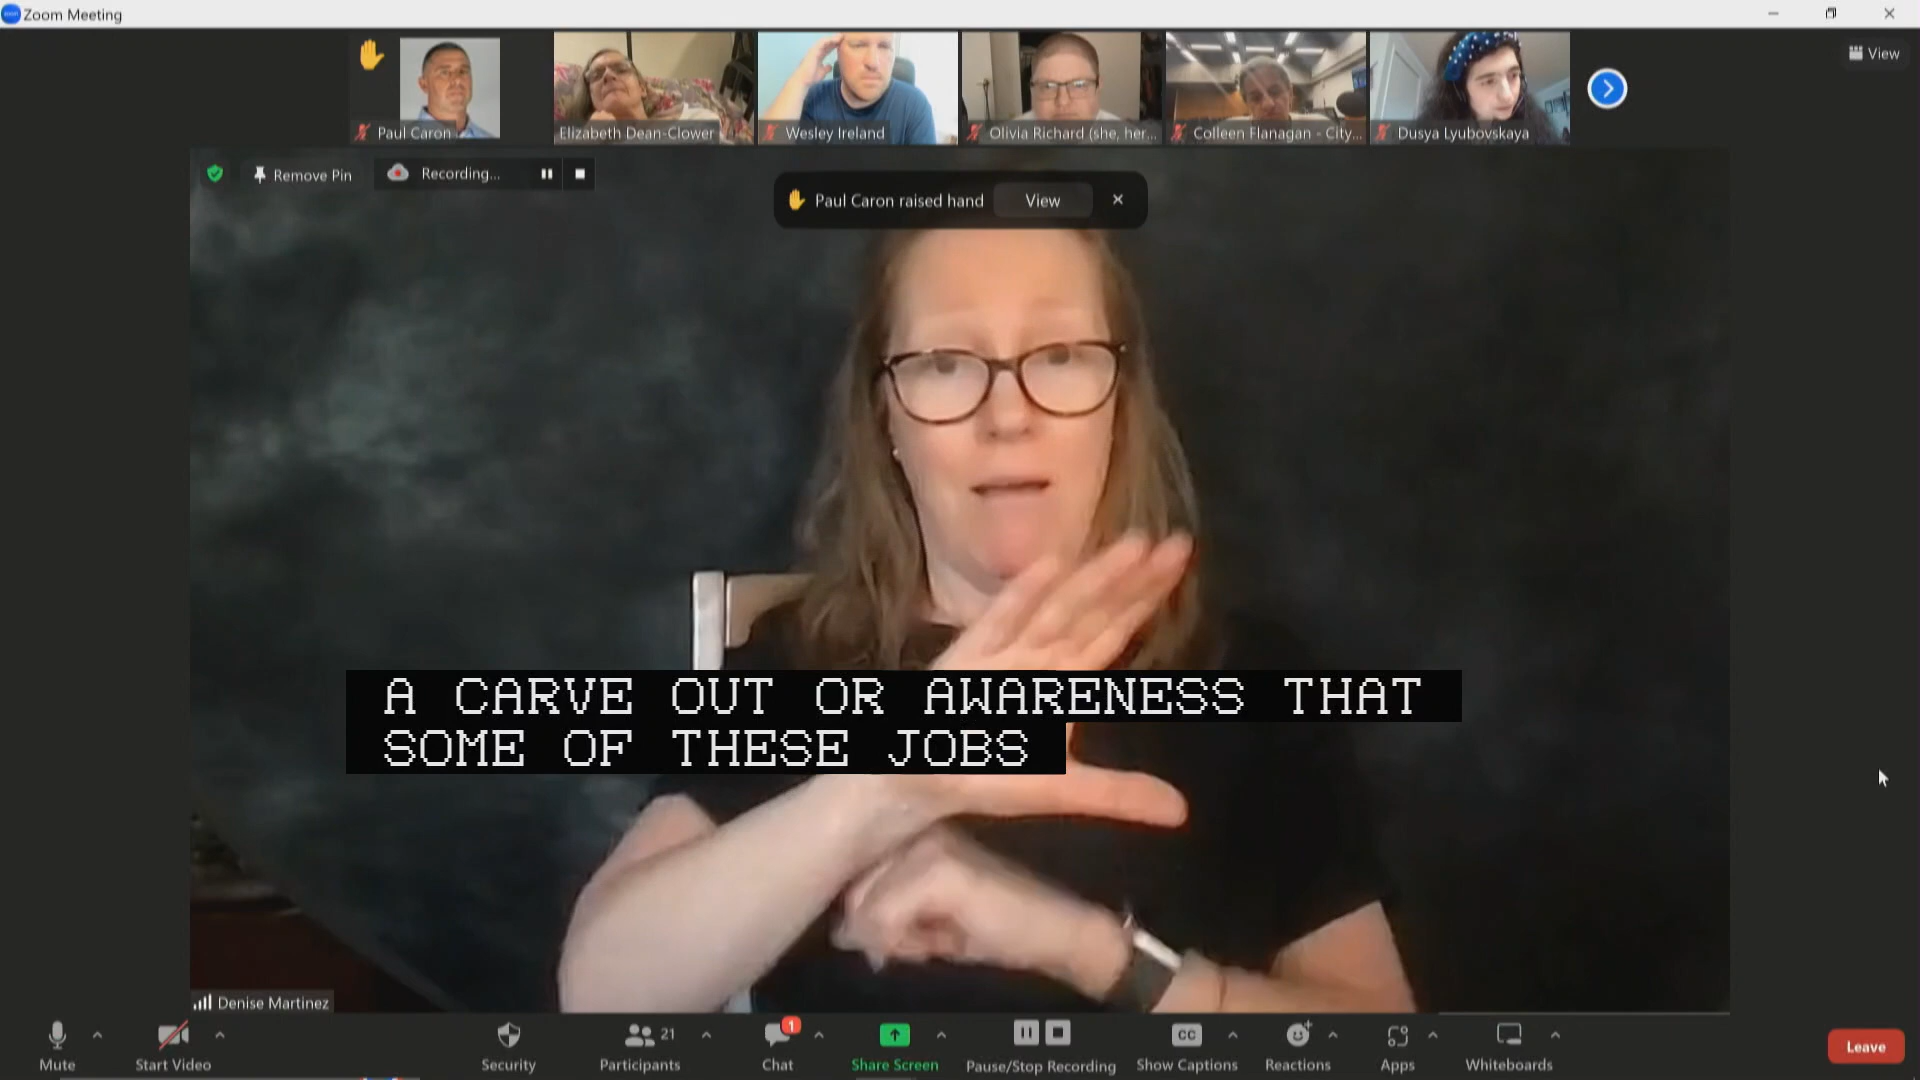 Zoom Meeting
View
Paul Caron
Elizabeth Dean-Clower
Wesley Ireland
Olivia Richard (she, her...
Colleen Flanagan - City...
Dusya Lyubovskaya
Remove Pin
Recording...
Paul Caron raised hand
View
A CARVE OUT OR AWARENESS THAT
SOME OF THESE JOBS
Denise Martinez
Mute
Start Video
Security
21
Participants
1
Chat
Share Screen
Pause/Stop Recording
CC
Show Captions
Reactions
Apps
Whiteboards
Leave